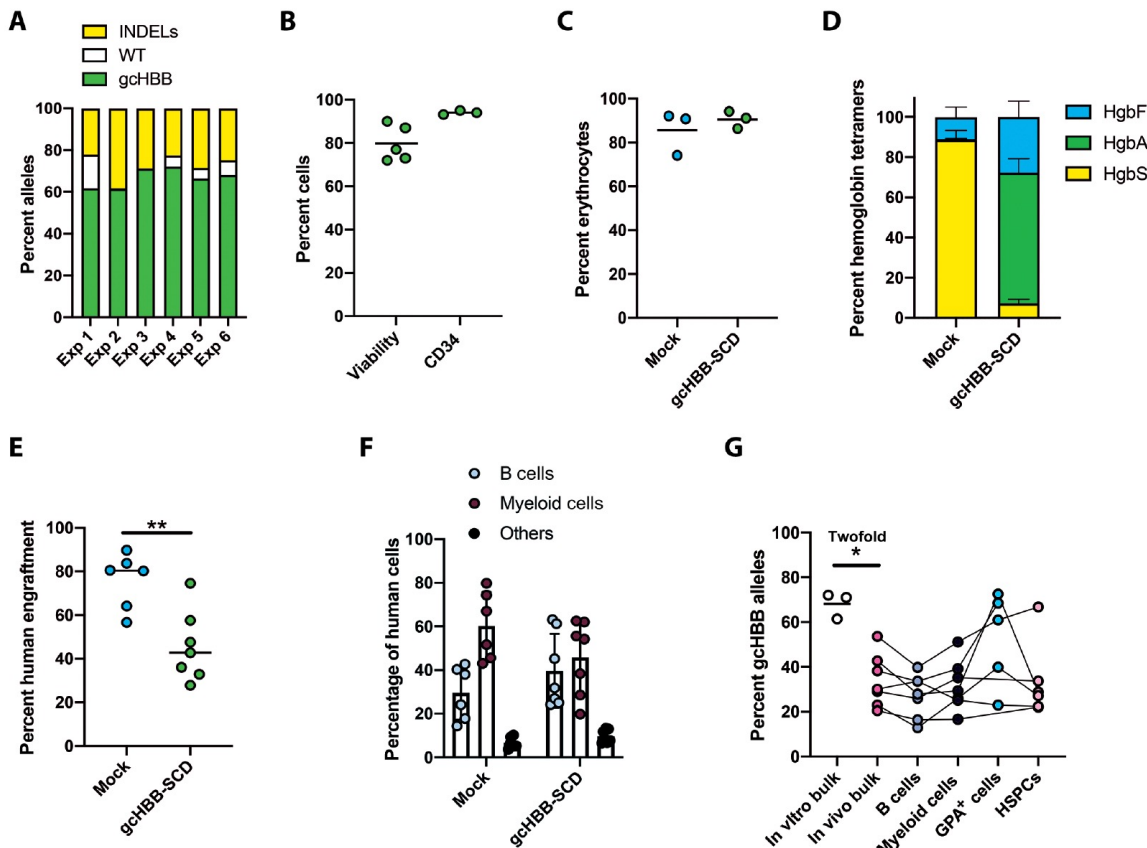 A
INDELs
WT
gcHBB
Percent alleles
100
80
60
40
20
0
Exp 1
Exp 2
Exp 3
Exp 4
Exp 5
Exp 6
B
Percent cells
100
80
60
40
20
0
Viability
CD34
C
Percent erythrocytes
100
80
60
40
20
0
Mock
gcHBB-SCD
D
HgbF
HgbA
HgbS
Percent hemoglobin tetramers
100
80
60
40
20
0
Mock
gcHBB-SCD
E
Percent human engraftment
100
80
60
40
20
0
**
Mock
gcHBB-SCD
F
B cells
Myeloid cells
Others
Percentage of human cells
100
80
60
40
20
0
Mock
gcHBB-SCD
G
Percent gcHBB alleles
100
80
60
40
20
0
Twofold
*
In vitro bulk
In vivo bulk
B cells
Myeloid cells
GPA+ cells
HSPCs